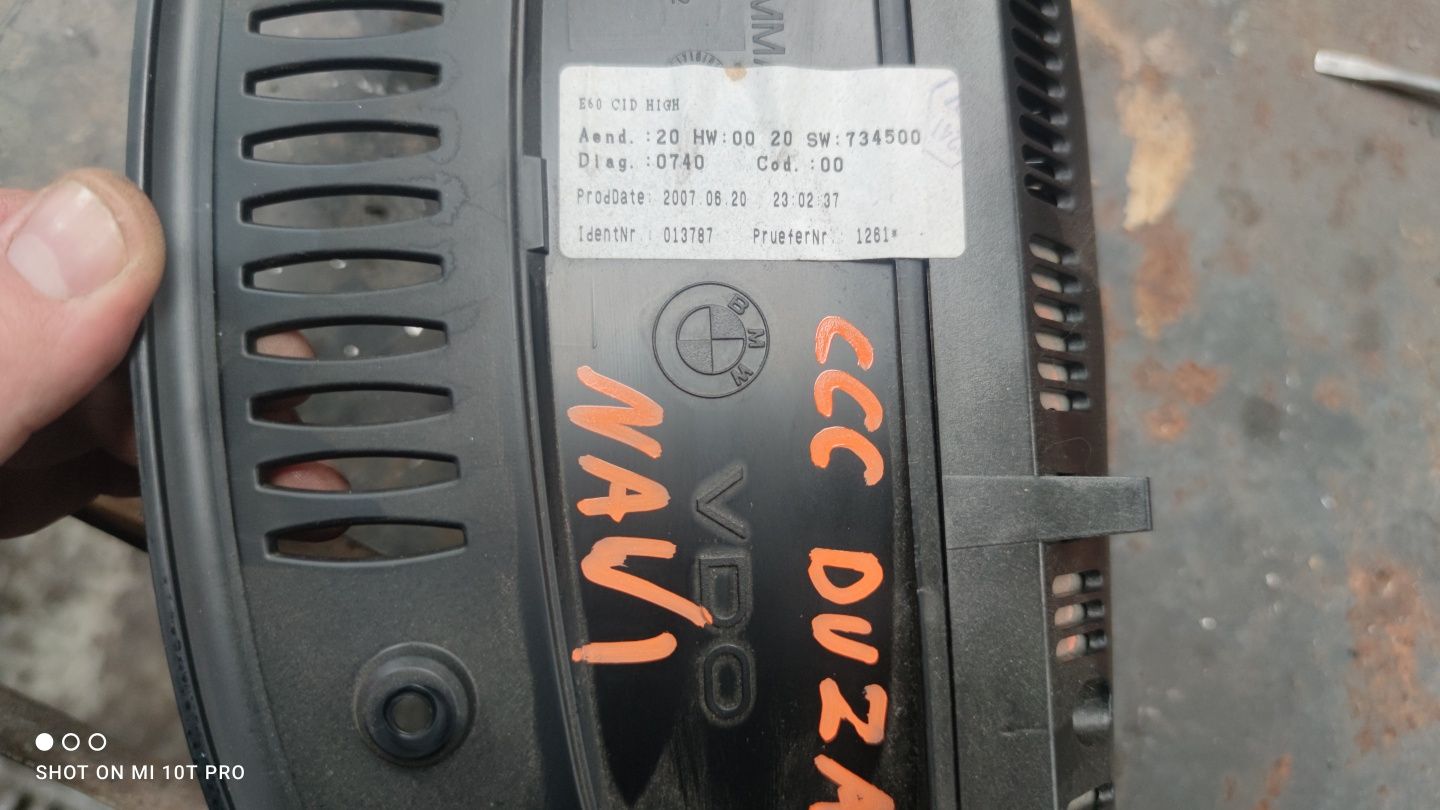 E60 CID HIGH
Aend. :20 HW:00 20 SW:734500
Diag. :0740 Cod. :00
ProdDate: 2007.06.20 23:02:37
IdentNr.: 013787 PrueferNr.: 1261*
BMW
VDO
NAVI
CCC DUZA
SHOT ON MI 10T PRO